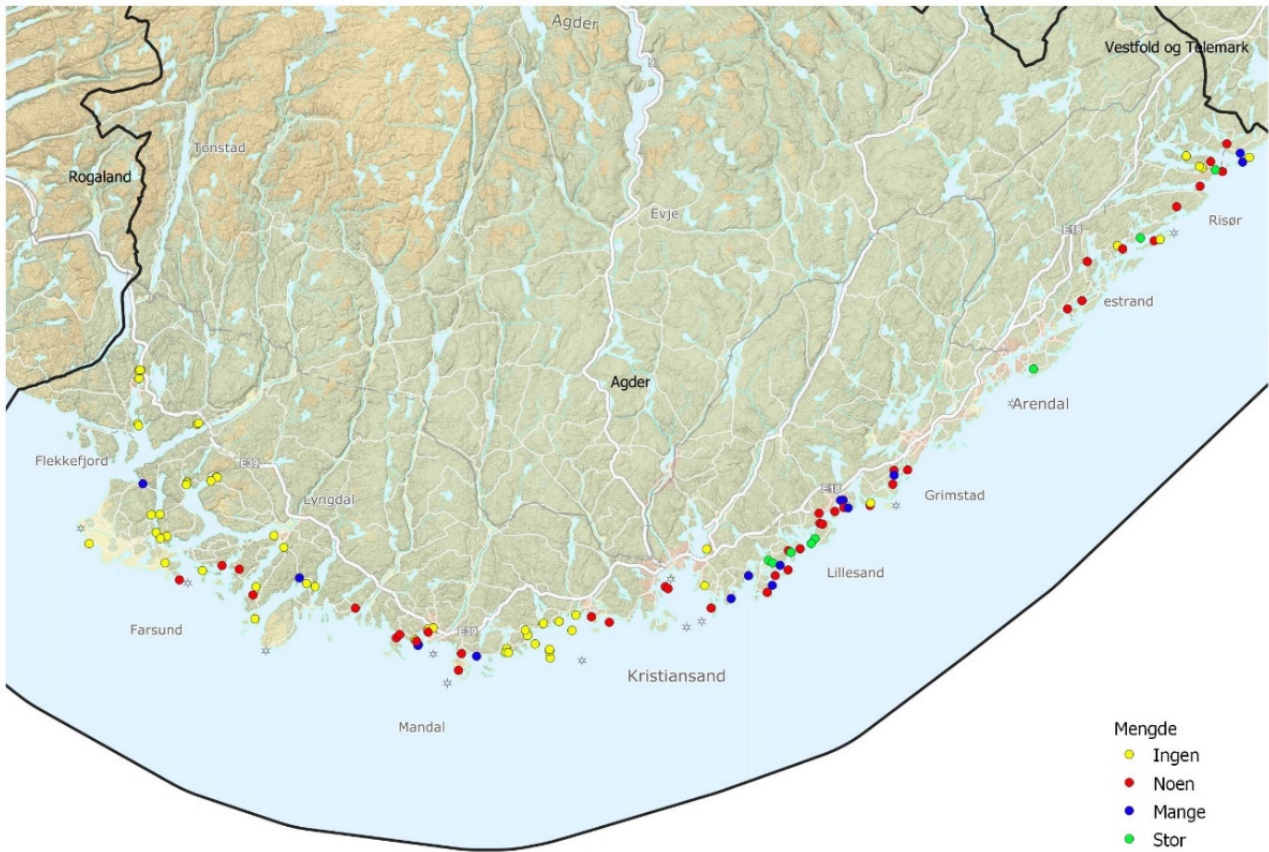 Agder
Vestfold og Telemark
Tonstad
Rogaland
Evje
Risør
E18
estrand
Agder
Arendal
Flekkefjord
E39
Lyngdal
E18
Grimstad
Lillesand
Farsund
E39
Kristiansand
Mandal
Mengde
Ingen
Noen
Mange
Stor